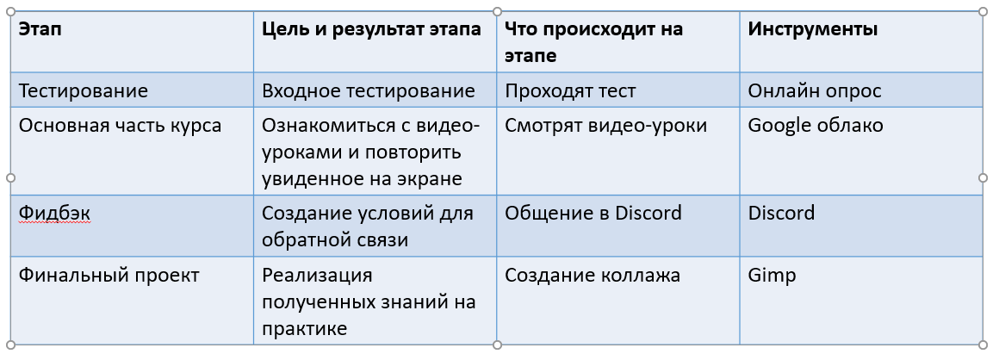 Этап
Цель и результат этапа
Что происходит на
этапе
Инструменты
Тестирование
Входное тестирование
Проходят тест
Онлайн опрос
Основная часть курса
Ознакомиться с видео-
уроками и повторить
увиденное на экране
Смотрят видео-уроки
Google облако
Фидбэк
Создание условий для
обратной связи
Общение в Discord
Discord
Финальный проект
Реализация
полученных знаний на
практике
Создание коллажа
Gimp